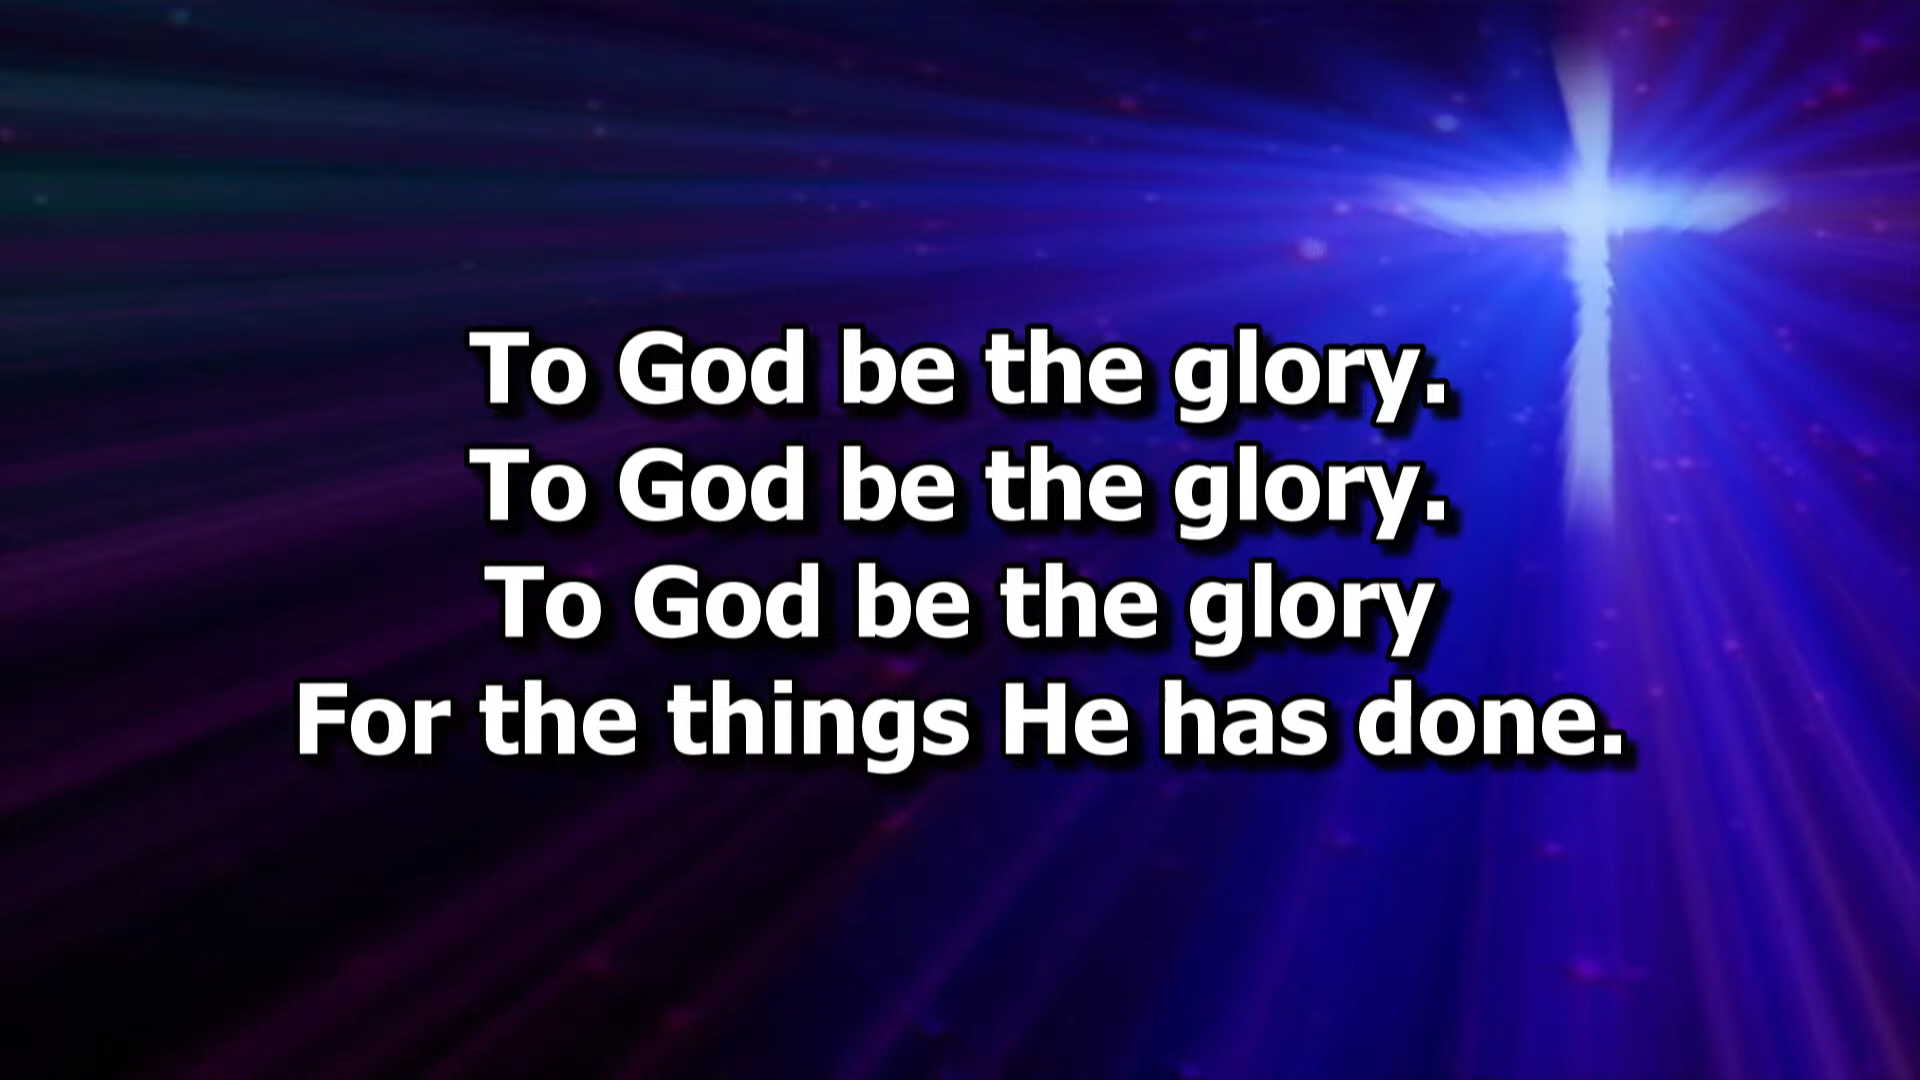 To God be the glory.
To God be the glory.
To God be the glory
For the things He has done.